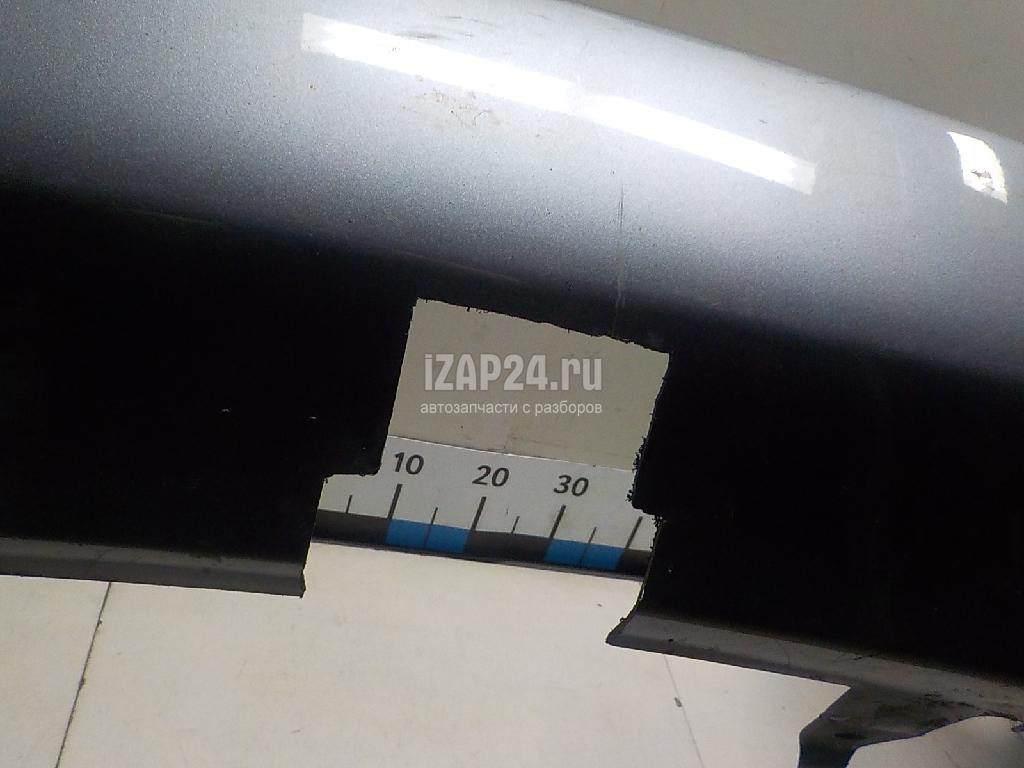 iZAP24.ru
автозапчасти с разборов
10 20 30